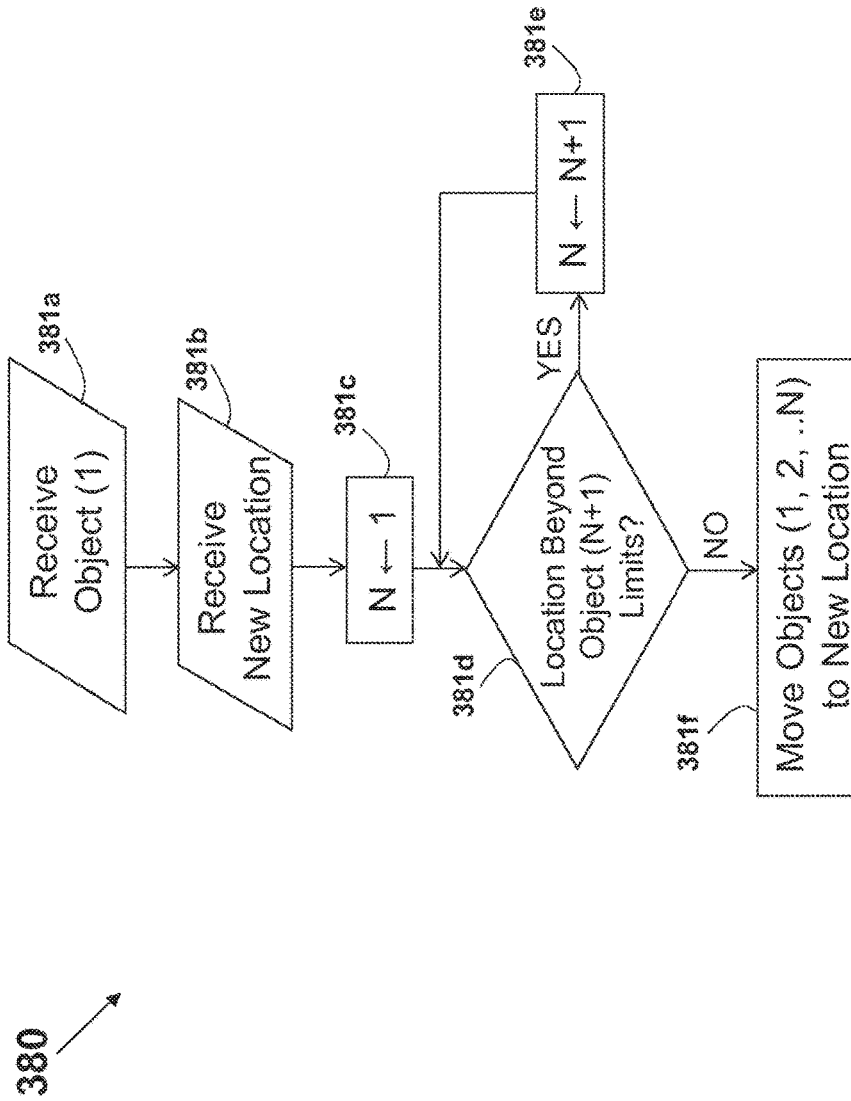 380
Receive
Object (1)
381a
Receive
New Location
381b
N ← 1
381c
Location Beyond
Object (N+1)
Limits?
381d
YES
N ← N+1
381e
NO
Move Objects (1, 2, ..N)
to New Location
381f